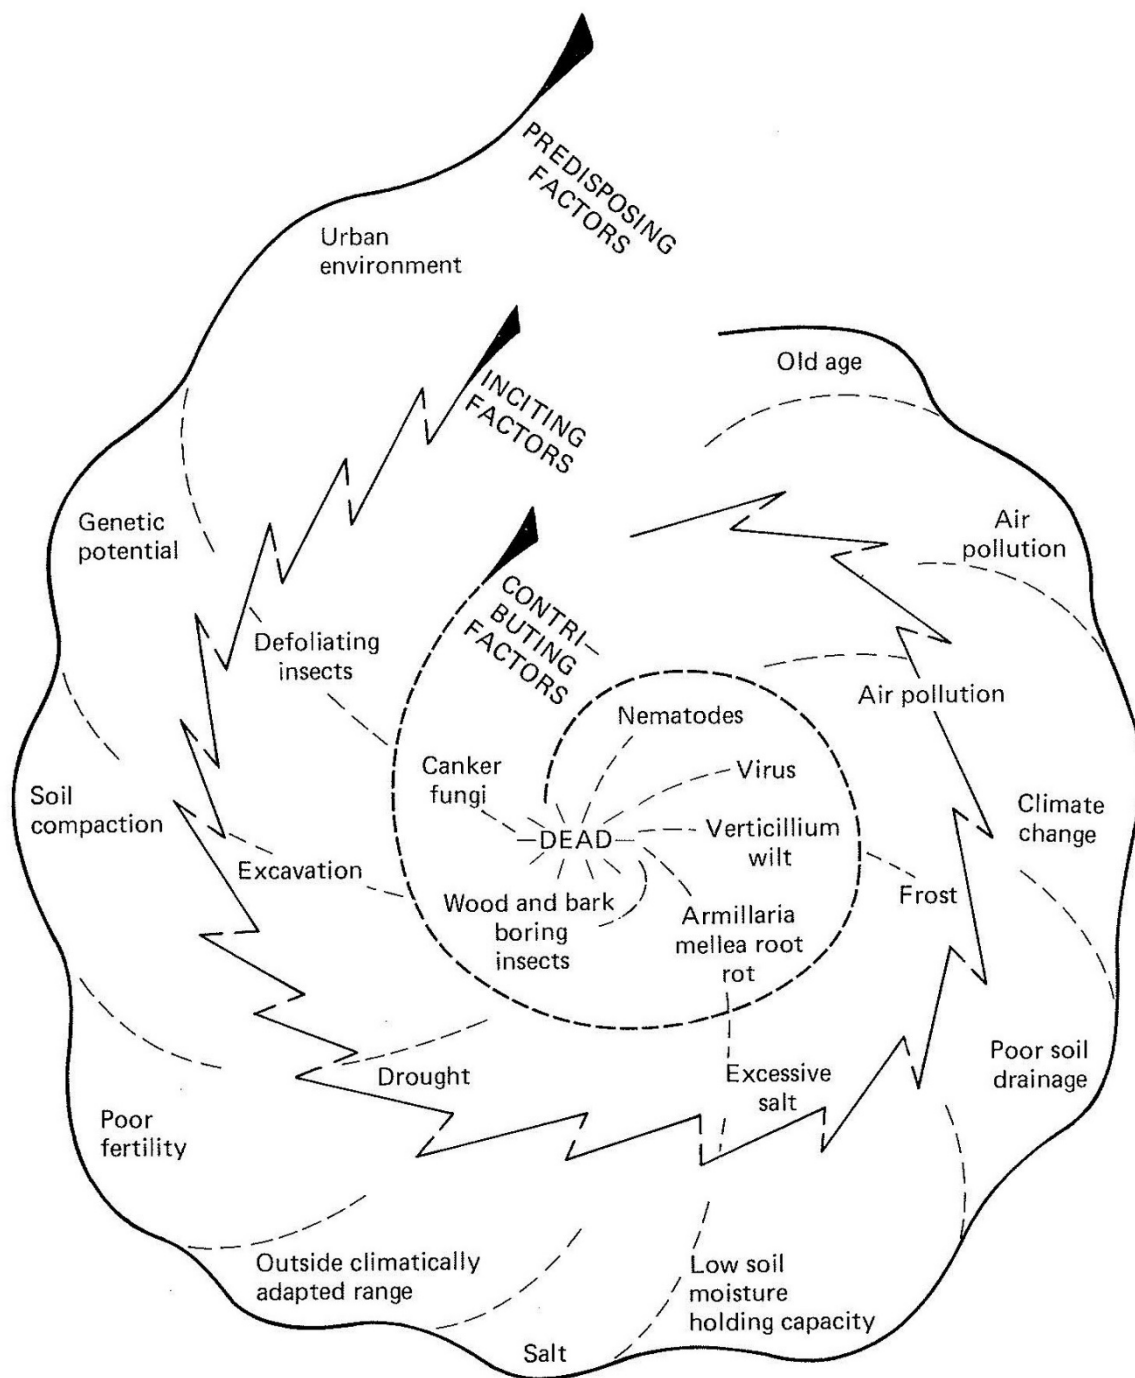 PREDISPOSING
FACTORS
Urban
environment
INCITING
FACTORS
Old age
Genetic
potential
Air
pollution
CONTRI-
BUTING
FACTORS
Defoliating
insects
Air pollution
Nematodes
Canker
fungi
Virus
Soil
compaction
Climate
change
DEAD
Verticillium
wilt
Excavation
Frost
Wood and bark
boring
insects
Armillaria
mellea root
rot
Poor soil
drainage
Drought
Excessive
salt
Poor
fertility
Outside climatically
adapted range
Low soil
moisture
holding capacity
Salt